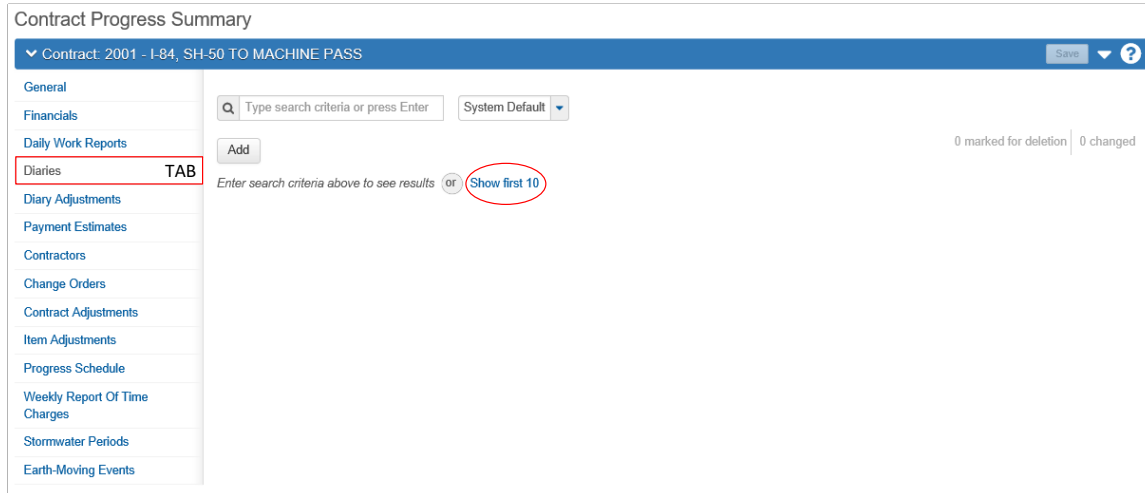 Contract Progress Summary
Contract: 2001 - I-84, SH-50 TO MACHINE PASS
Save
?
General
Financials
Daily Work Reports
Diaries TAB
Diary Adjustments
Payment Estimates
Contractors
Change Orders
Contract Adjustments
Item Adjustments
Progress Schedule
Weekly Report Of Time
Charges
Stormwater Periods
Earth-Moving Events
Type search criteria or press Enter
System Default
Add
0 marked for deletion
0 changed
Enter search criteria above to see results or Show first 10